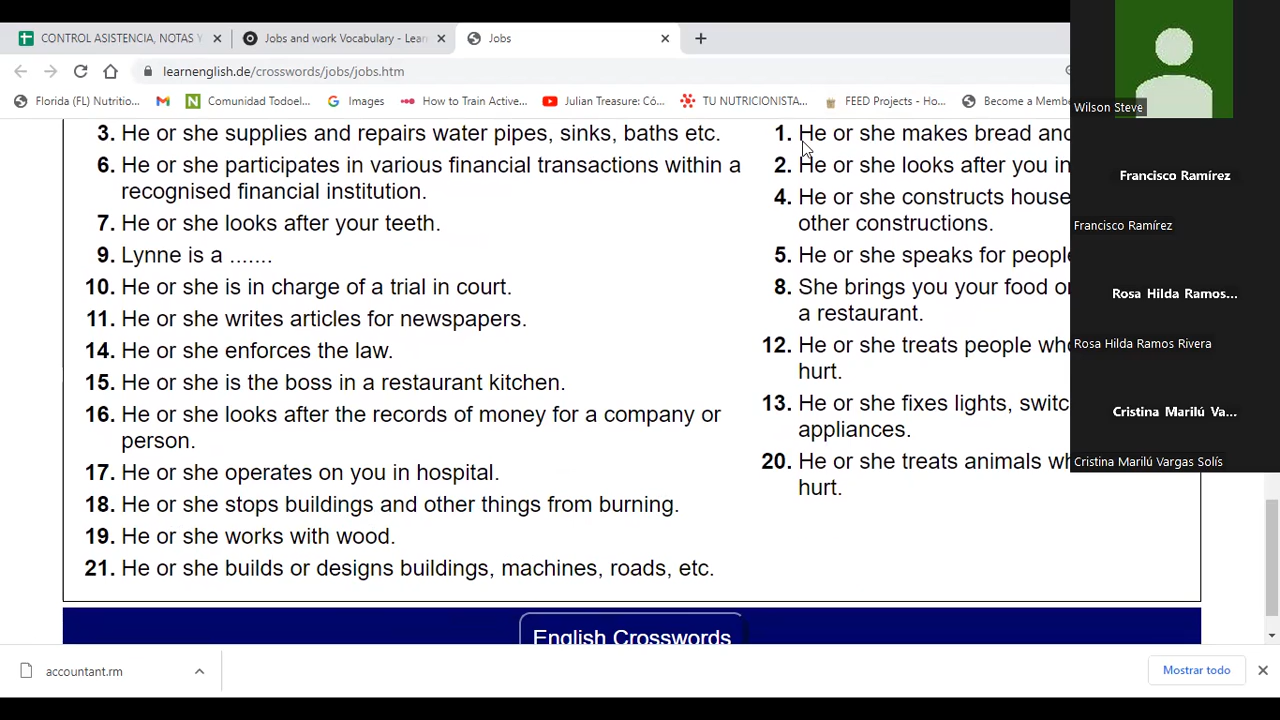 CONTROL ASISTENCIA, NOTAS Y
Jobs and work Vocabulary - Lear
Jobs
learnenglish.de/crosswords/jobs/jobs.htm
Florida (FL) Nutritio...
Comunidad Todoel...
Images
How to Train Active...
Julian Treasure: Có...
TU NUTRICIONISTA...
FEED Projects - Ho...
Become a Membe
3. He or she supplies and repairs water pipes, sinks, baths etc.
6. He or she participates in various financial transactions within a
recognised financial institution.
7. He or she looks after your teeth.
9. Lynne is a .......
10. He or she is in charge of a trial in court.
11. He or she writes articles for newspapers.
14. He or she enforces the law.
15. He or she is the boss in a restaurant kitchen.
16. He or she looks after the records of money for a company or
person.
17. He or she operates on you in hospital.
18. He or she stops buildings and other things from burning.
19. He or she works with wood.
21. He or she builds or designs buildings, machines, roads, etc.
1. He or she makes bread and
2. He or she looks after you in
4. He or she constructs house
other constructions.
5. He or she speaks for people
8. She brings you your food or
a restaurant.
12. He or she treats people who
hurt.
13. He or she fixes lights, switc
appliances.
20. He or she treats animals wh
hurt.
English Crosswords
Wilson Steve
Francisco Ramírez
Francisco Ramírez
Rosa Hilda Ramos...
Rosa Hilda Ramos Rivera
Cristina Marilú Va...
Cristina Marilú Vargas Solís
accountant.rm
Mostrar todo